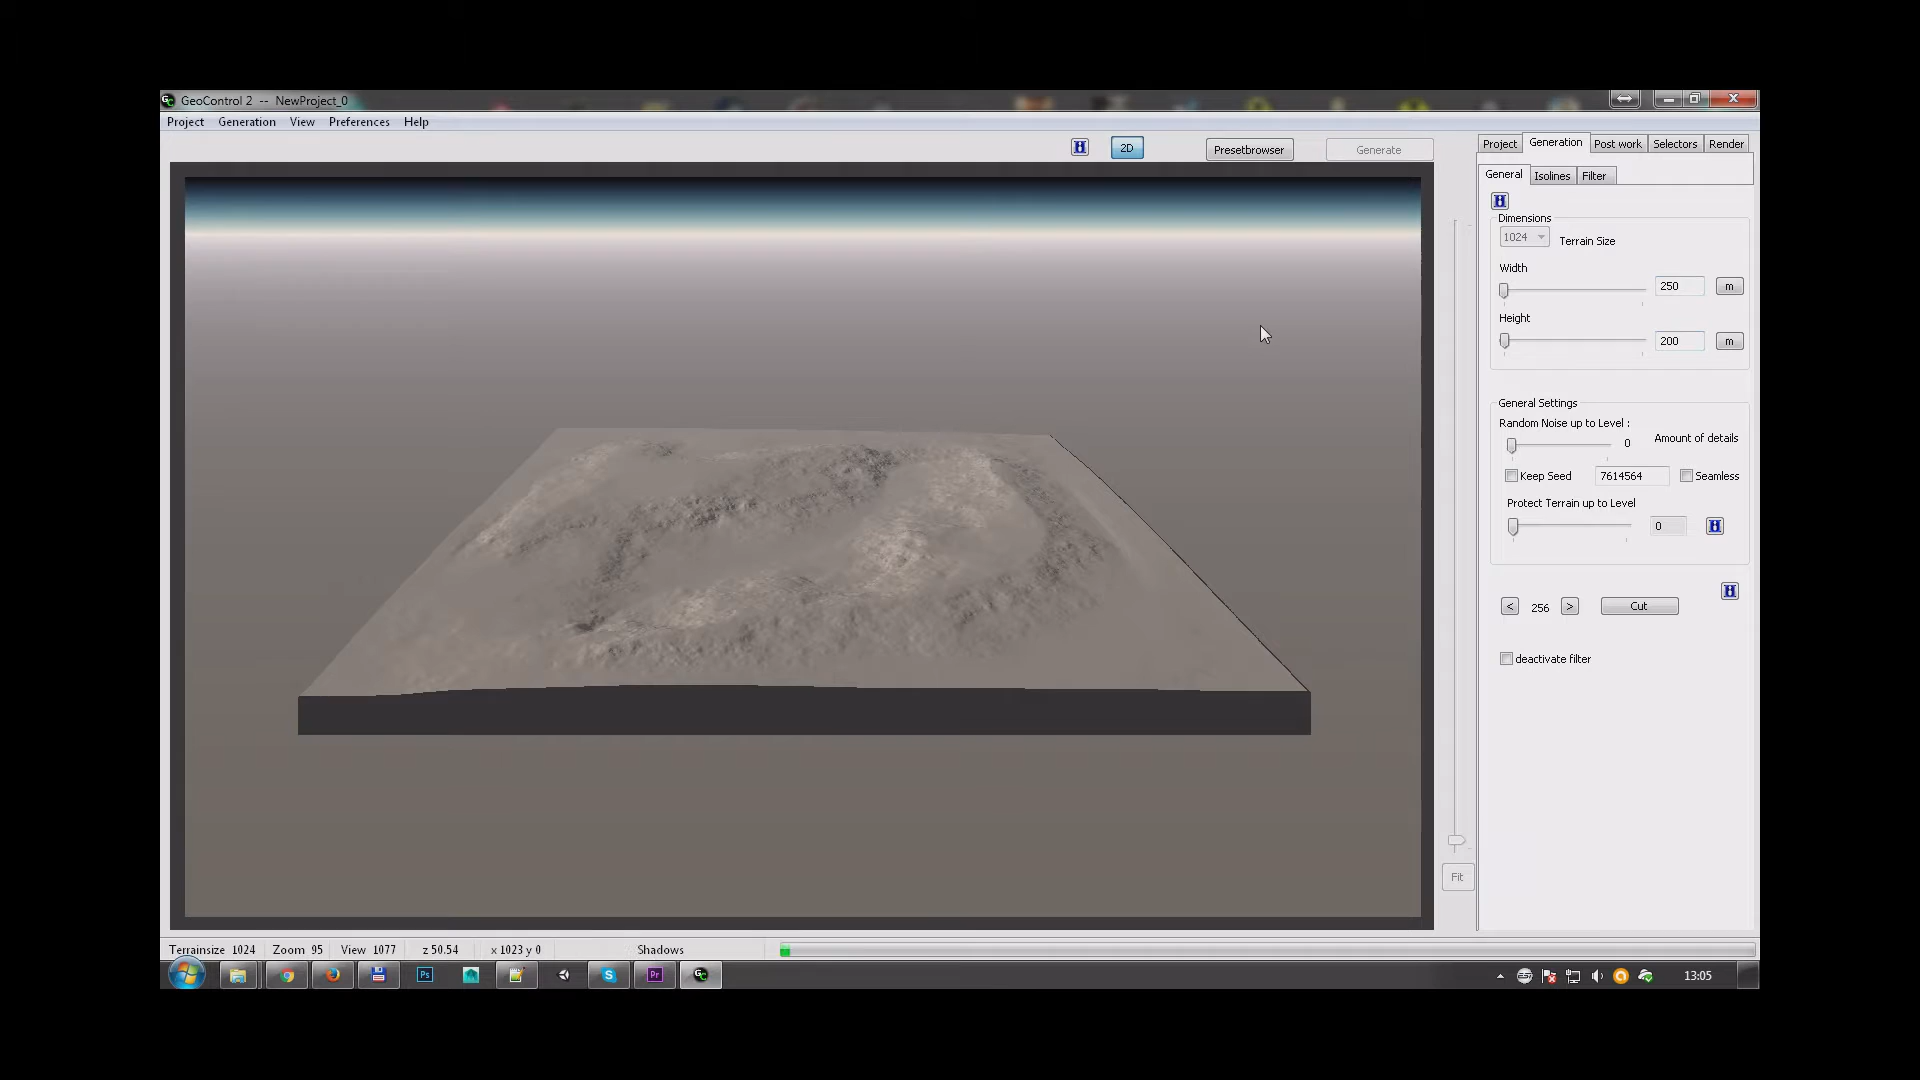 GeoControl 2 -- NewProject_0
Project Generation View Preferences Help
2D Presetbrowser Generate
Project Generation Post work Selectors Render
General Isolines Filter
Dimensions
1024 Terrain Size
Width
250 m
Height
200 m
General Settings
Random Noise up to Level :
0 Amount of details
Keep Seed 7614564 Seamless
Protect Terrain up to Level
0
< 256 > Cut
deactivate filter
Fit
Terrainsize 1024 Zoom 95 View 1077 z 50.54 x 1023 y 0 Shadows
Ps Pr 13:05